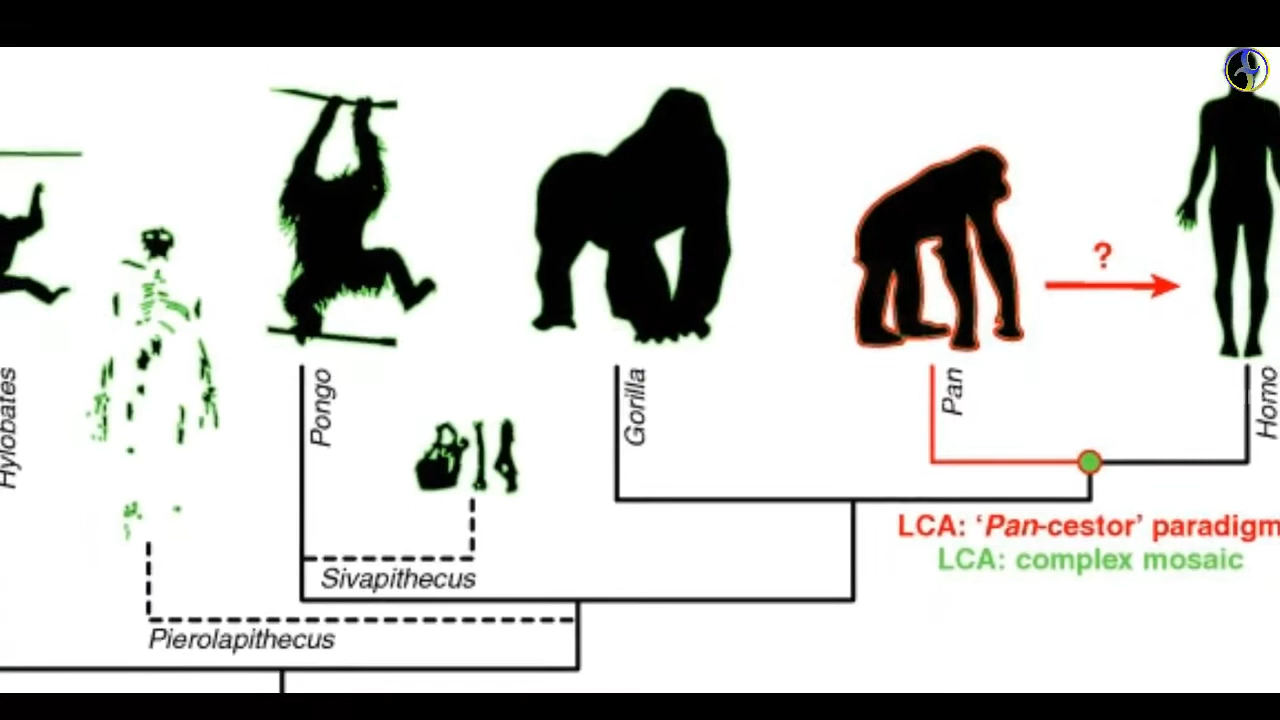 ?
Hylobates
Pongo
Gorilla
Pan
Homo
LCA: ‘Pan-cestor’ paradigm
LCA: complex mosaic
Sivapithecus
Pierolapithecus